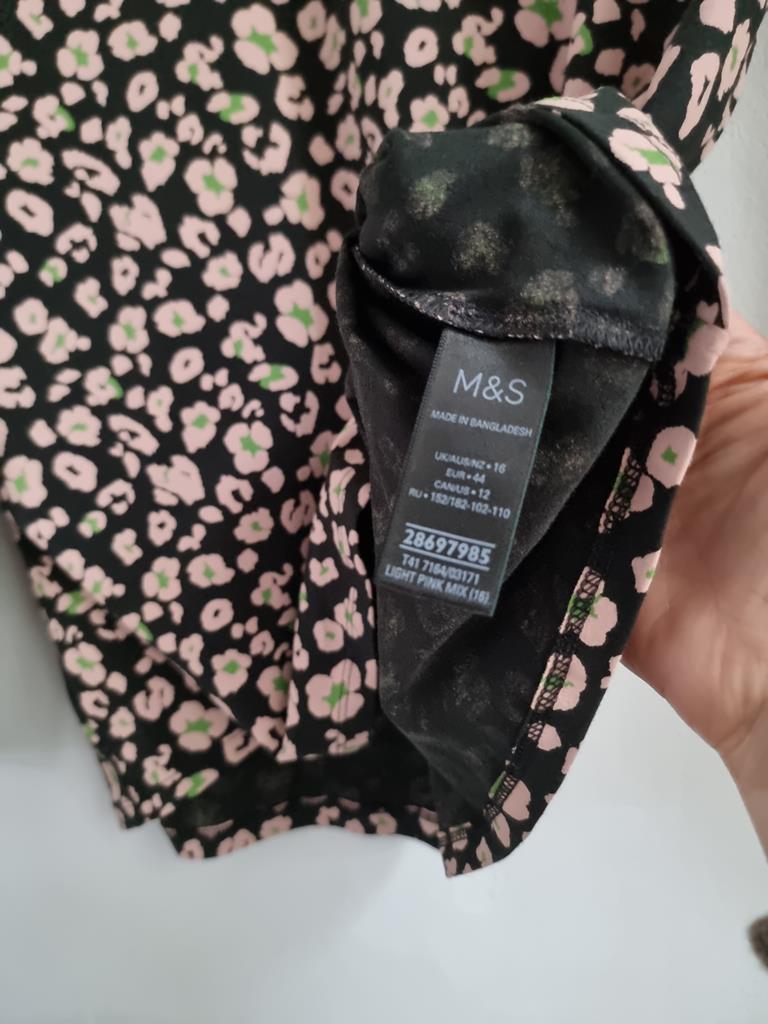 M&S
MADE IN BANGLADESH
UK/AUS/NZ • 16
EUR • 44
CAN/US • 12
RU • 152/182-102-110
28697985
T41 7164/03171
LIGHT PINK MIX (16)